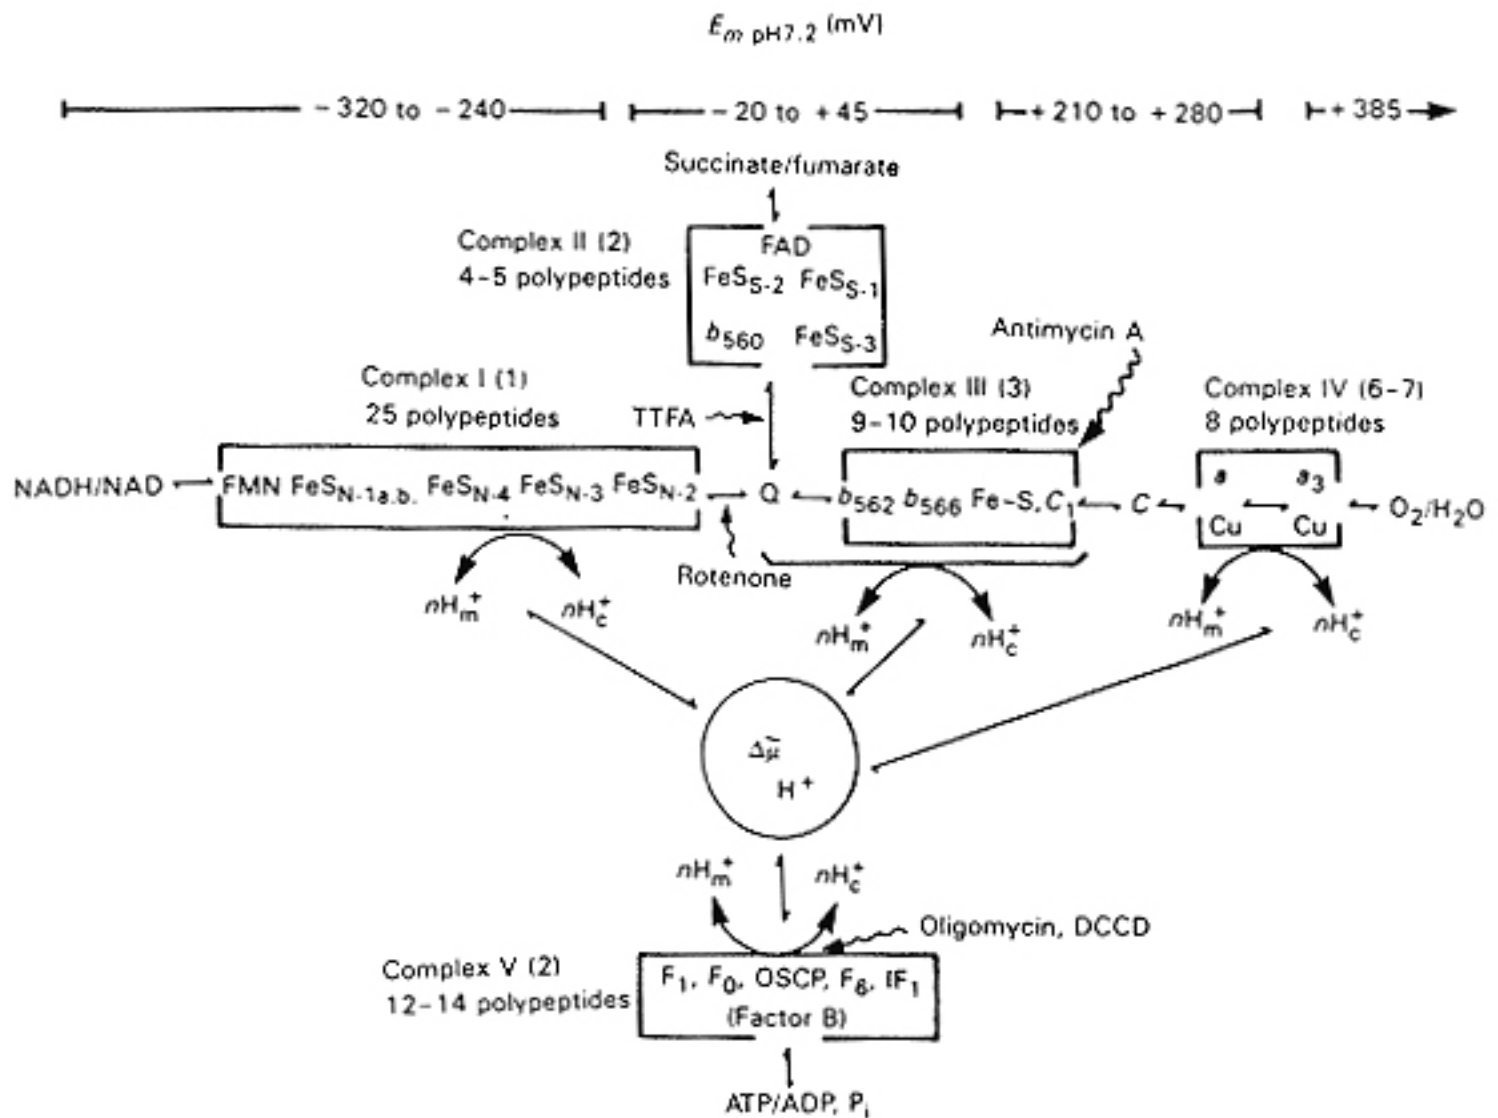 E_m pH7.2 (mV)
-320 to -240 -20 to +45 +210 to +280 +385
Succinate/fumarate
Complex II (2)
4-5 polypeptides
FAD
FeS_S-2 FeS_S-1
b_560 FeS_S-3
Antimycin A
Complex I (1)
25 polypeptides
TTFA
Complex III (3)
9-10 polypeptides
Complex IV (6-7)
8 polypeptides
NADH/NAD FMN FeS_N-1a.b. FeS_N-4 FeS_N-3 FeS_N-2 Q b_562 b_566 Fe-S, C_1 C a a_3 O_2/H_2O
Cu Cu
Rotenone
nH_m^+ nH_c^+ nH_m^+ nH_c^+ nH_m^+ nH_c^+
Δμ̃
H^+
nH_m^+ nH_c^+
Oligomycin, DCCD
Complex V (2)
12-14 polypeptides
F_1, F_0, OSCP, F_6, IF_1
(Factor B)
ATP/ADP, P_i